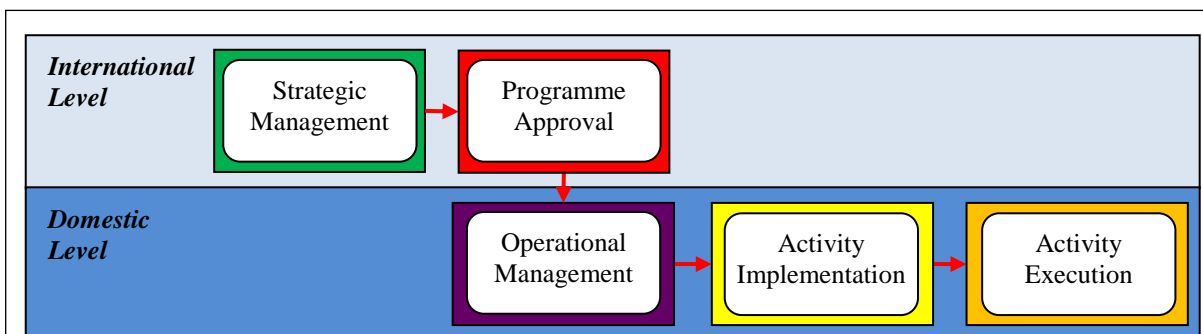 International
Level
Strategic
Management
Programme
Approval
Domestic
Level
Operational
Management
Activity
Implementation
Activity
Execution